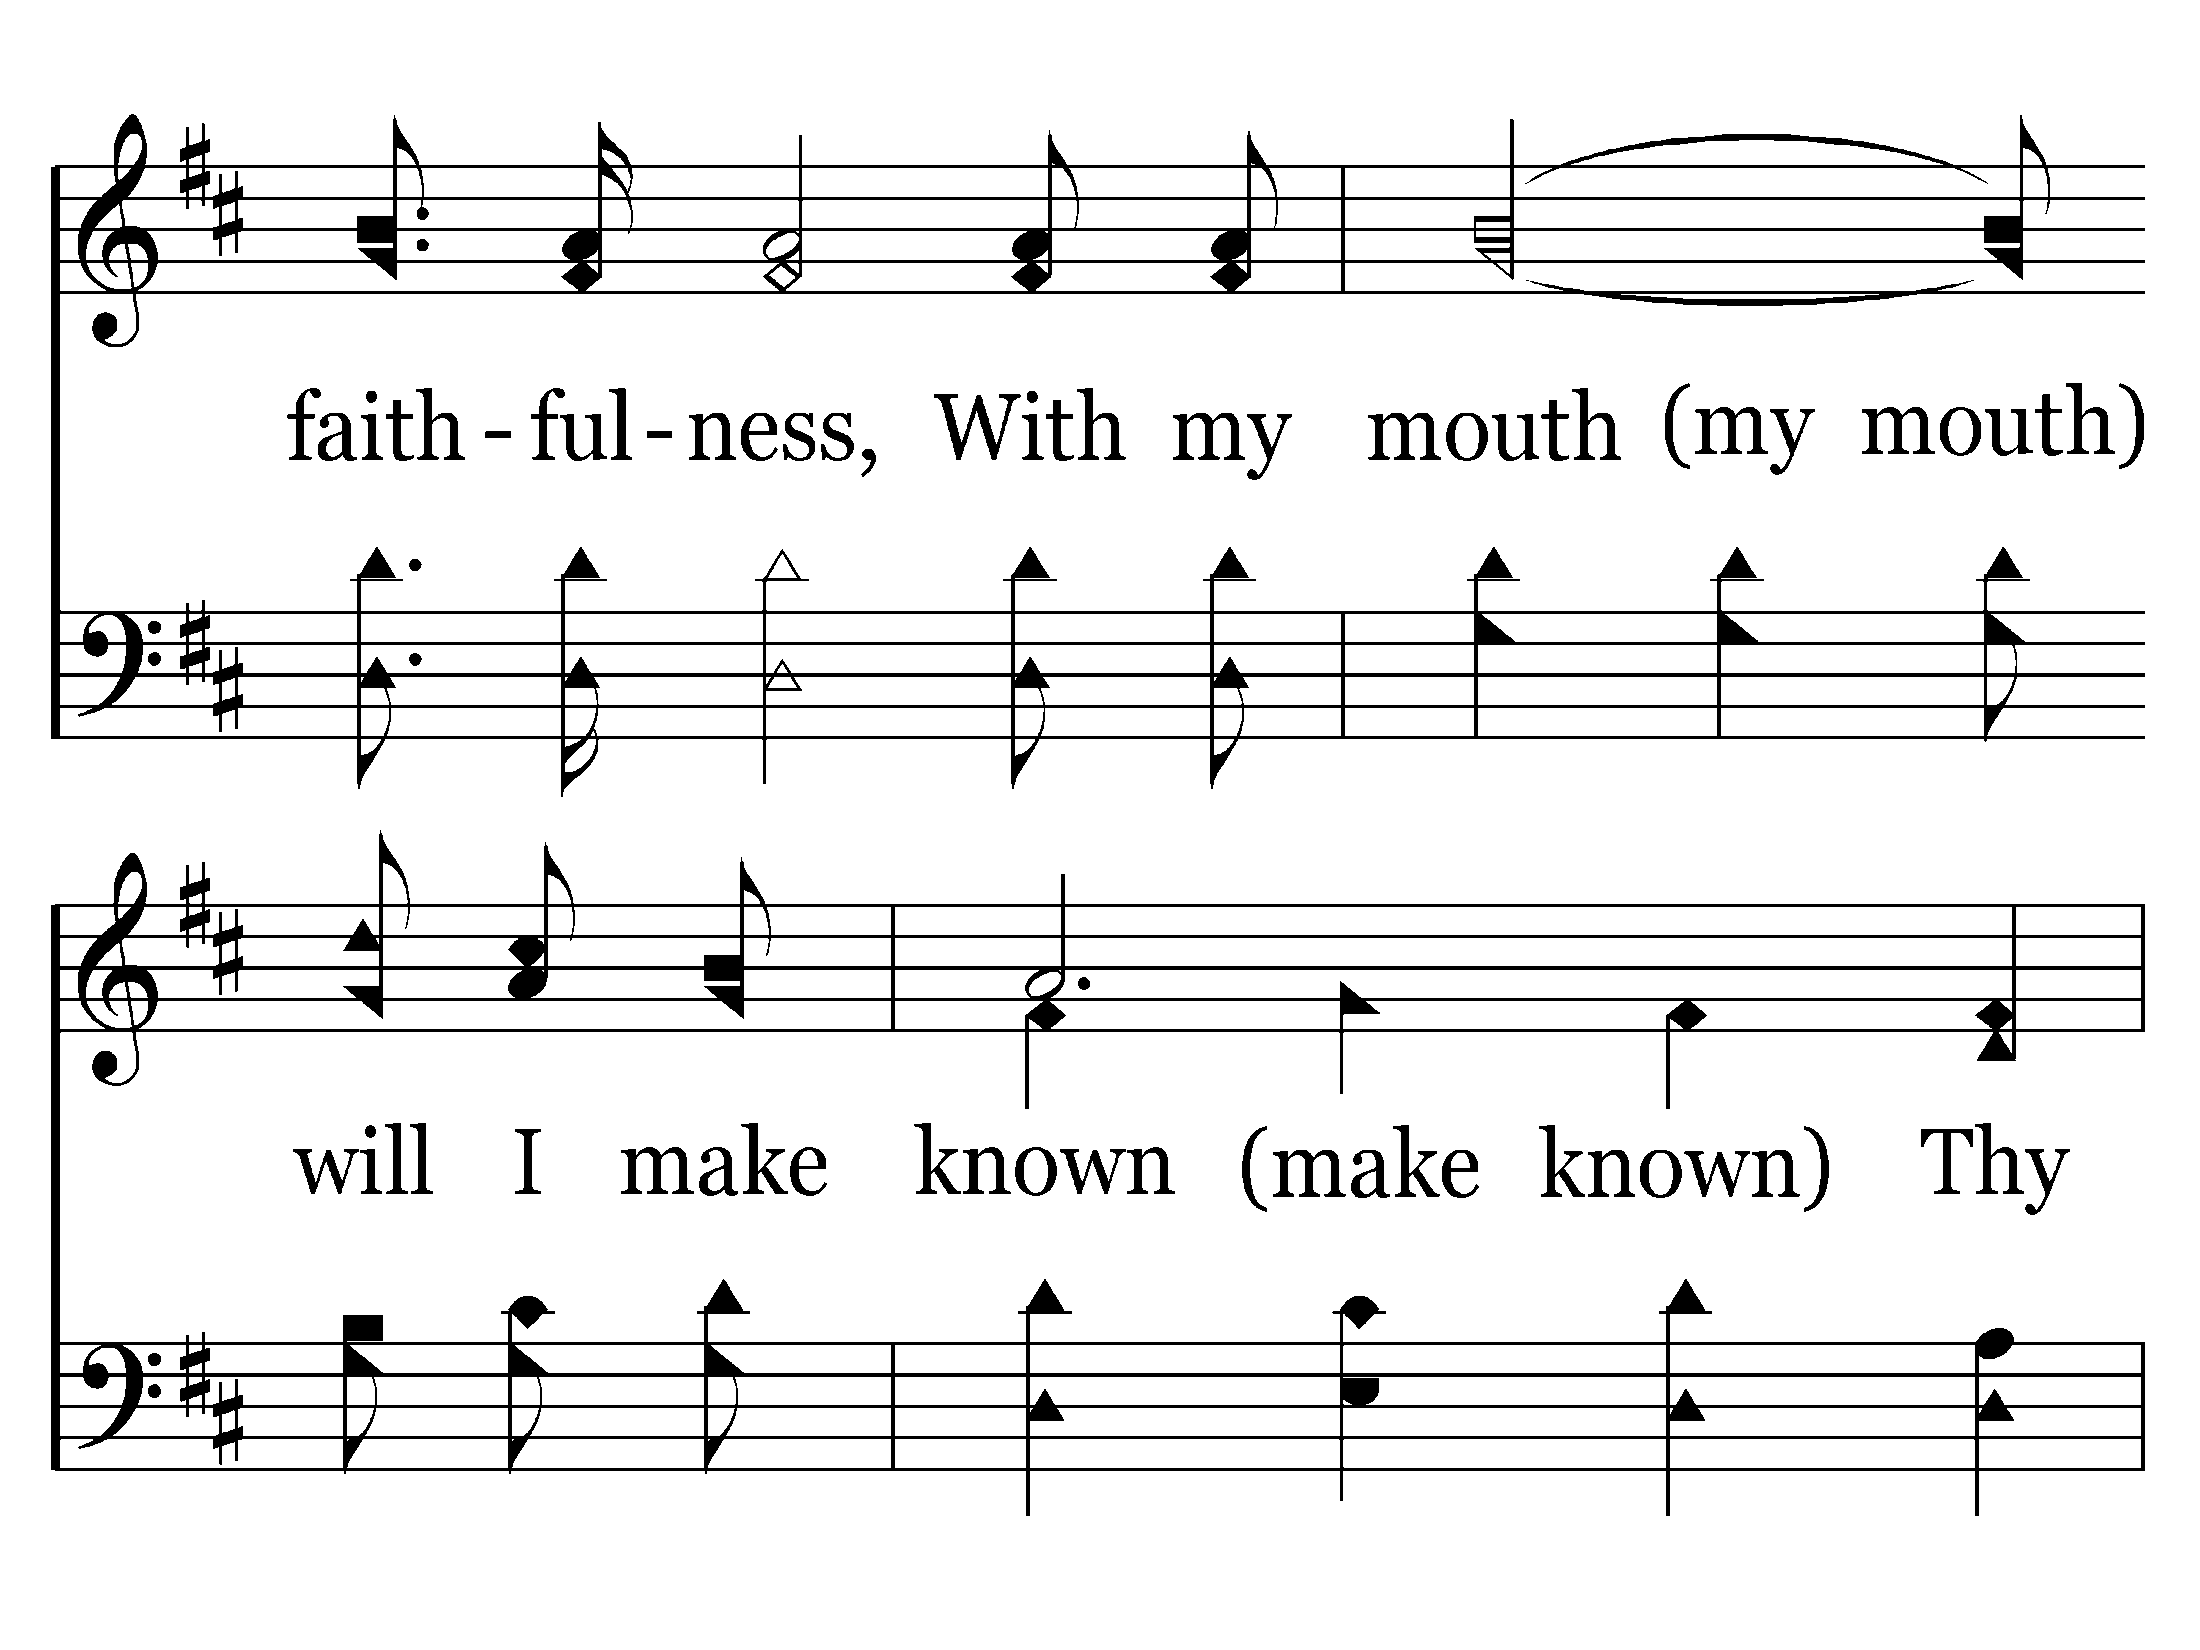 faith - ful - ness, With my mouth (my mouth)
will I make known (make known) Thy